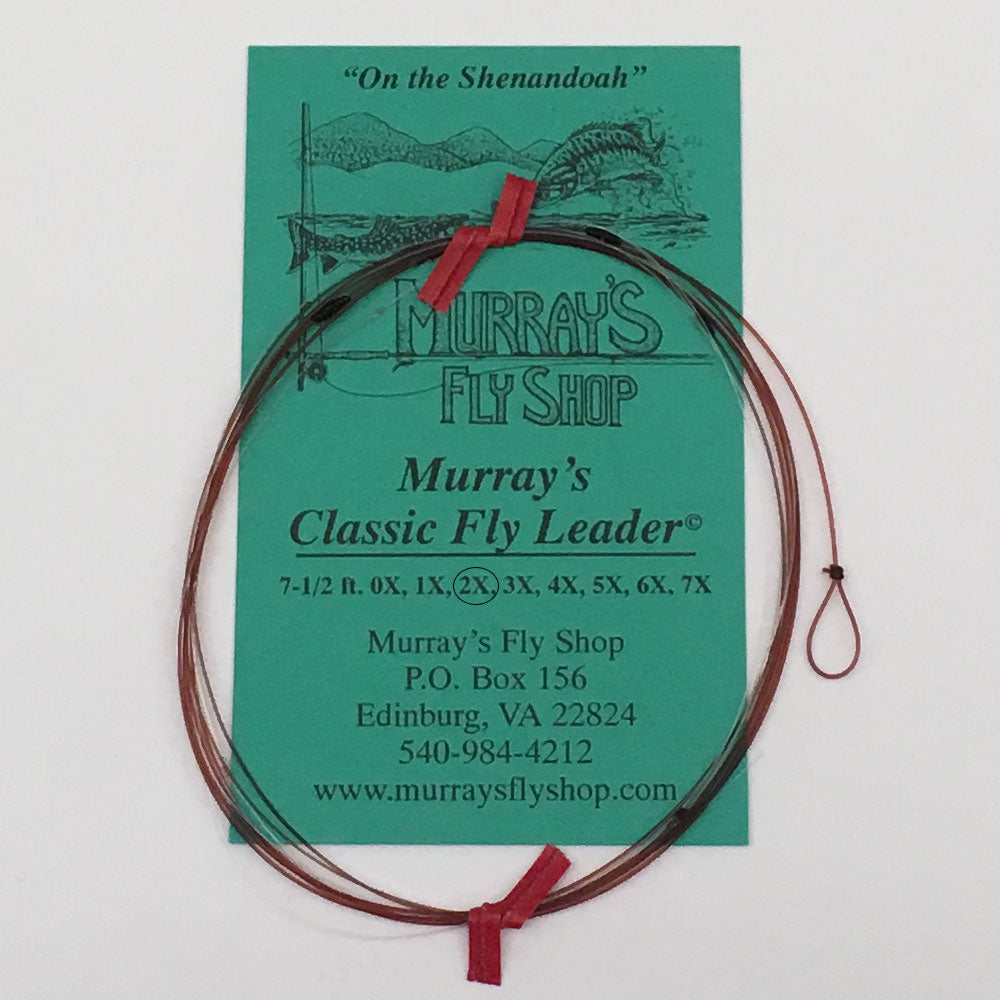 “On the Shenandoah”
MURRAY'S
FLY SHOP
Murray’s
Classic Fly Leader©
7-1/2 ft. 0X, 1X, 2X, 3X, 4X, 5X, 6X, 7X
Murray’s Fly Shop
P.O. Box 156
Edinburg, VA 22824
540-984-4212
www.murraysflyshop.com